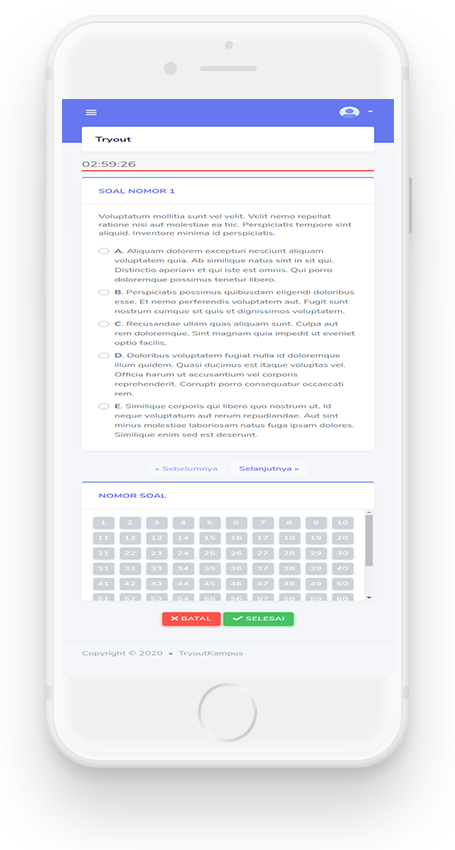 Tryout
02:59:26
SOAL NOMOR 1
Voluptatum mollitia sunt vel velit. Velit nemo repellat
ratione nisi aut molestiae ea hic. Perspiciatis tempore sint
aliquid. Inventore minima id perspiciatis.
A. Aliquam dolorem excepturi nesciunt aliquam
voluptatem quia. Ab similique natus sint in sit qui.
Distinctio aperiam et qui iste est omnis. Qui porro
doloremque possimus tenetur libero.
B. Perspiciatis possimus quibusdam eligendi doloribus
esse. Et nemo perferendis voluptatem aut. Fugit sunt
nostrum cumque sit quis et dignissimos voluptatem.
C. Recusandae ullam quas aliquam sunt. Culpa aut
rem doloremque. Sint magnam quia impedit ut eveniet
optio facilis.
D. Doloribus voluptatem fugiat nulla id doloremque
illum quidem. Quasi ducimus est itaque voluptas vel.
Officia harum ut accusantium vel corporis
reprehenderit. Corrupti porro consequatur occaecati
rem.
E. Similique corporis qui libero quo nostrum ut. Id
neque voluptatum aut rerum repudiandae. Aut sint
minus molestiae laboriosam natus fuga ipsam dolores.
Similique enim sed est deserunt.
« Sebelumnya Selanjutnya »
NOMOR SOAL
1 2 3 4 5 6 7 8 9 10
11 12 13 14 15 16 17 18 19 20
21 22 23 24 25 26 27 28 29 30
31 32 33 34 35 36 37 38 39 40
41 42 43 44 45 46 47 48 49 50
51 52 53 54 55 56 57 58 59 60
BATAL SELESAI
Copyright © 2020 • TryoutKampus